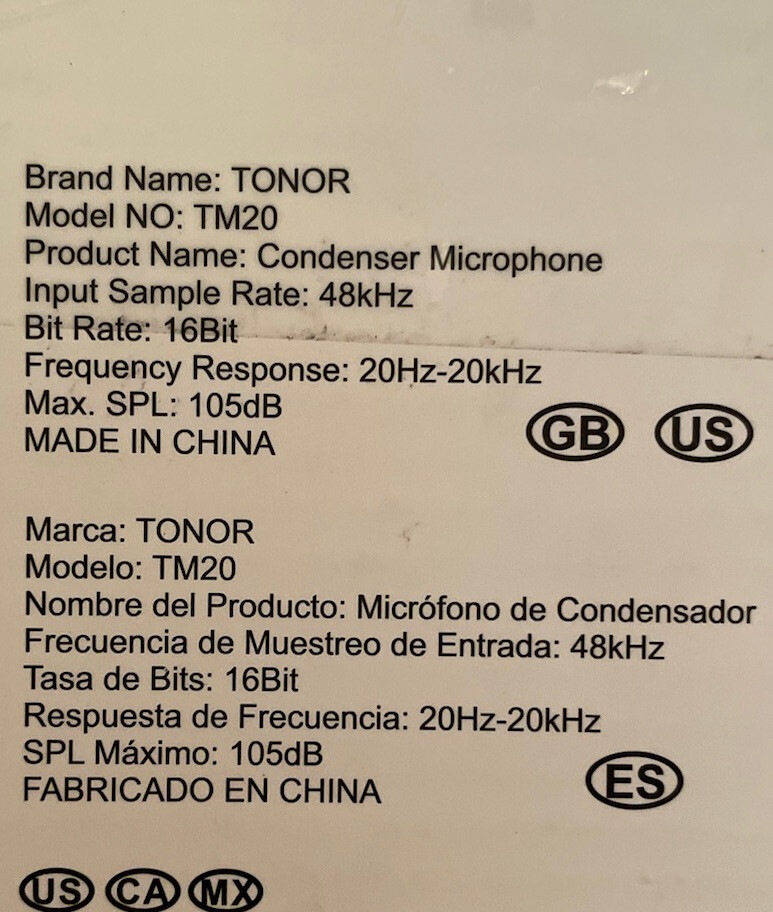 Brand Name: TONOR
Model NO: TM20
Product Name: Condenser Microphone
Input Sample Rate: 48kHz
Bit Rate: 16Bit
Frequency Response: 20Hz-20kHz
Max. SPL: 105dB
MADE IN CHINA
GB US
Marca: TONOR
Modelo: TM20
Nombre del Producto: Micrófono de Condensador
Frecuencia de Muestreo de Entrada: 48kHz
Tasa de Bits: 16Bit
Respuesta de Frecuencia: 20Hz-20kHz
SPL Máximo: 105dB
FABRICADO EN CHINA
ES
US CA MX